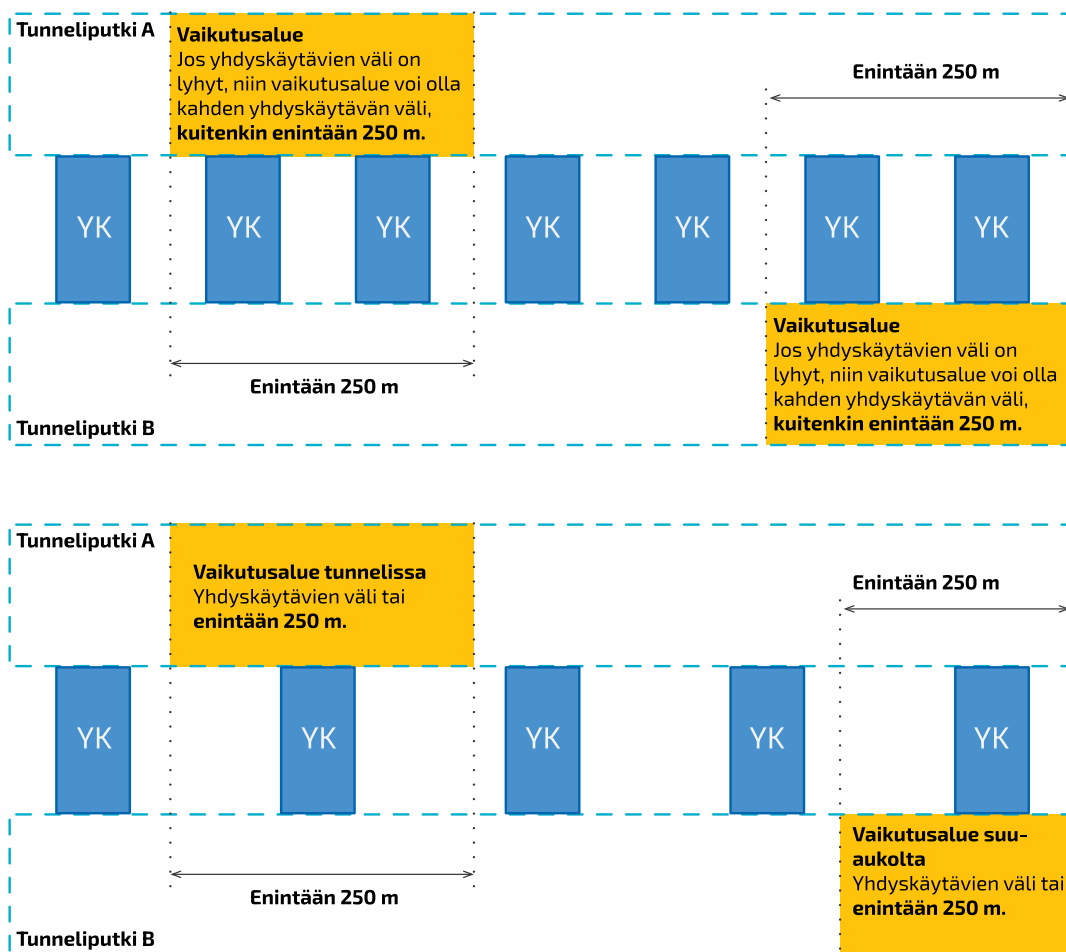 Tunneliputki A
Vaikutusalue
Jos yhdyskäytävien väli on
lyhyt, niin vaikutusalue voi olla
kahden yhdyskäytävän väli,
kuitenkin enintään 250 m.
Enintään 250 m
YK
YK
YK
YK
YK
YK
YK
Enintään 250 m
Vaikutusalue
Jos yhdyskäytävien väli on
lyhyt, niin vaikutusalue voi olla
kahden yhdyskäytävän väli,
kuitenkin enintään 250 m.
Tunneliputki B
Tunneliputki A
Vaikutusalue tunnelissa
Yhdyskäytävien väli tai
enintään 250 m.
Enintään 250 m
YK
YK
YK
YK
YK
Enintään 250 m
Vaikutusalue suu-
aukolta
Yhdyskäytävien väli tai
enintään 250 m.
Tunneliputki B